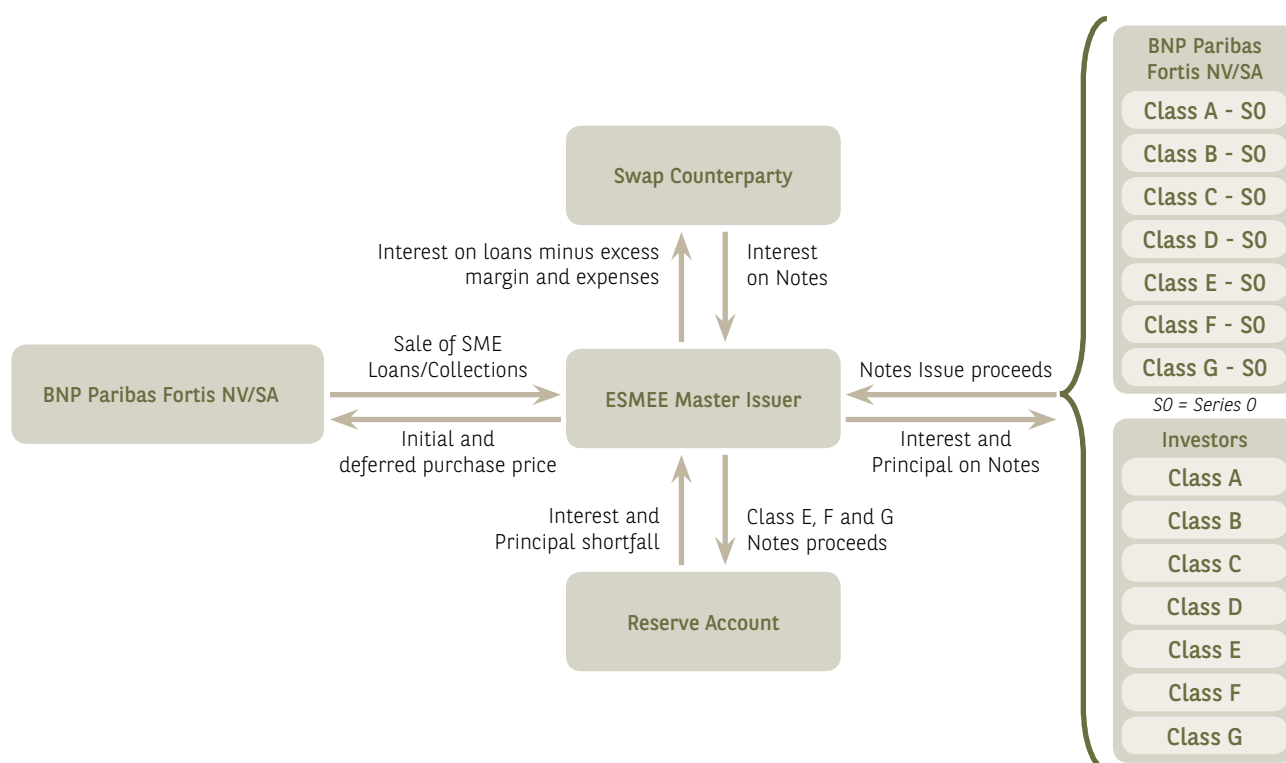 BNP Paribas
Fortis NV/SA
Class A - S0
Class B - S0
Class C - S0
Class D - S0
Class E - S0
Class F - S0
Class G - S0
S0 = Series 0
Investors
Class A
Class B
Class C
Class D
Class E
Class F
Class G
Swap Counterparty
Interest on loans minus excess
margin and expenses
Interest
on Notes
BNP Paribas Fortis NV/SA
Sale of SME
Loans/Collections
Initial and
deferred purchase price
ESMEE Master Issuer
Notes Issue proceeds
Interest and
Principal on Notes
Interest and
Principal shortfall
Class E, F and G
Notes proceeds
Reserve Account